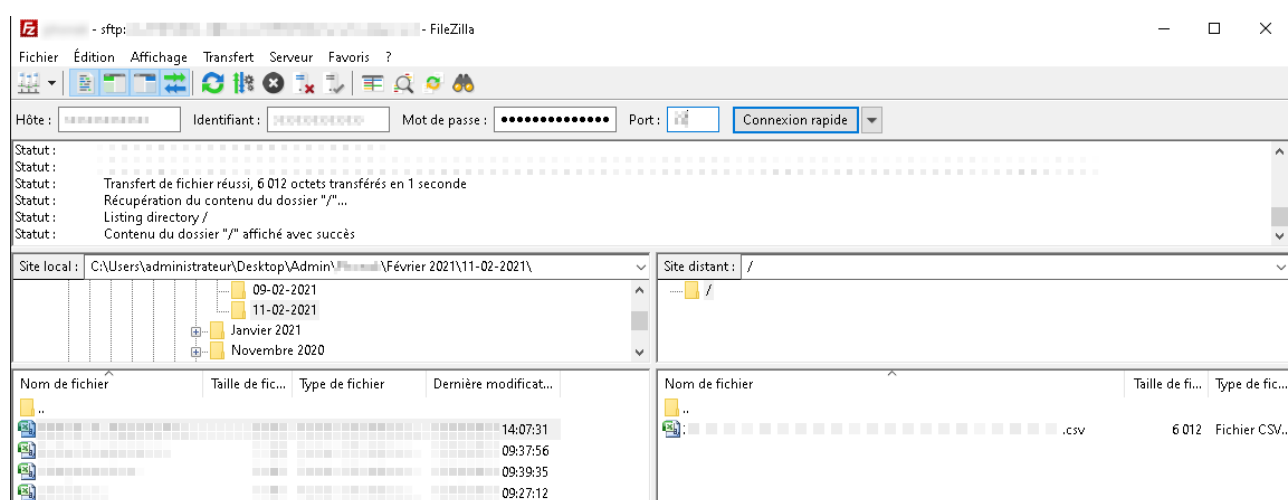 - sftp: - FileZilla
Fichier Édition Affichage Transfert Serveur Favoris ?
Hôte : Identifiant : Mot de passe : ●●●●●●●●●●●●●● Port : Connexion rapide
Statut :
Statut :
Statut : Transfert de fichier réussi, 6 012 octets transférés en 1 seconde
Statut : Récupération du contenu du dossier "/"...
Statut : Listing directory /
Statut : Contenu du dossier "/" affiché avec succès
Site local : C:\Users\administrateur\Desktop\Admin\ \Février 2021\11-02-2021\ Site distant : /
09-02-2021 /
11-02-2021
Janvier 2021
Novembre 2020
Nom de fichier Taille de fic... Type de fichier Dernière modificat... Nom de fichier Taille de fi... Type de fic...
.. ..
14:07:31 .csv 6 012 Fichier CSV...
09:37:56
09:39:35
09:27:12